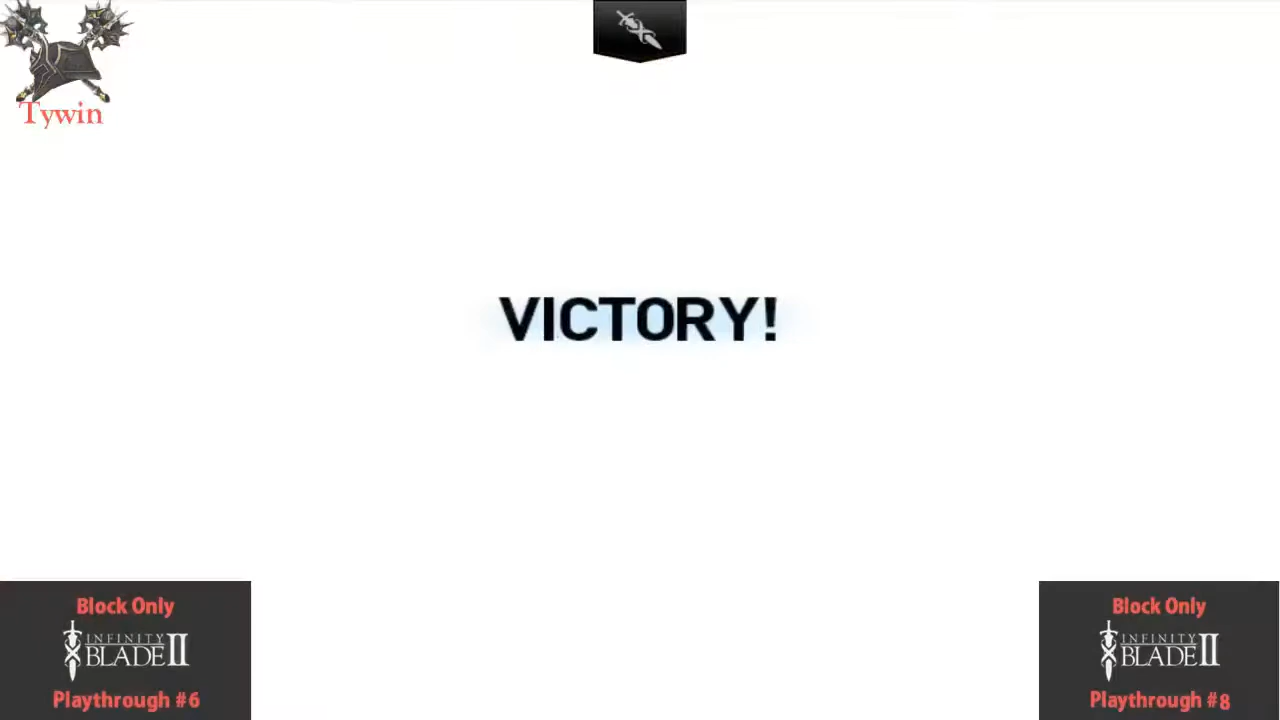 Tywin
VICTORY!
Block Only
INFINITY
BLADE II
Playthrough #6
Block Only
INFINITY
BLADE II
Playthrough #8